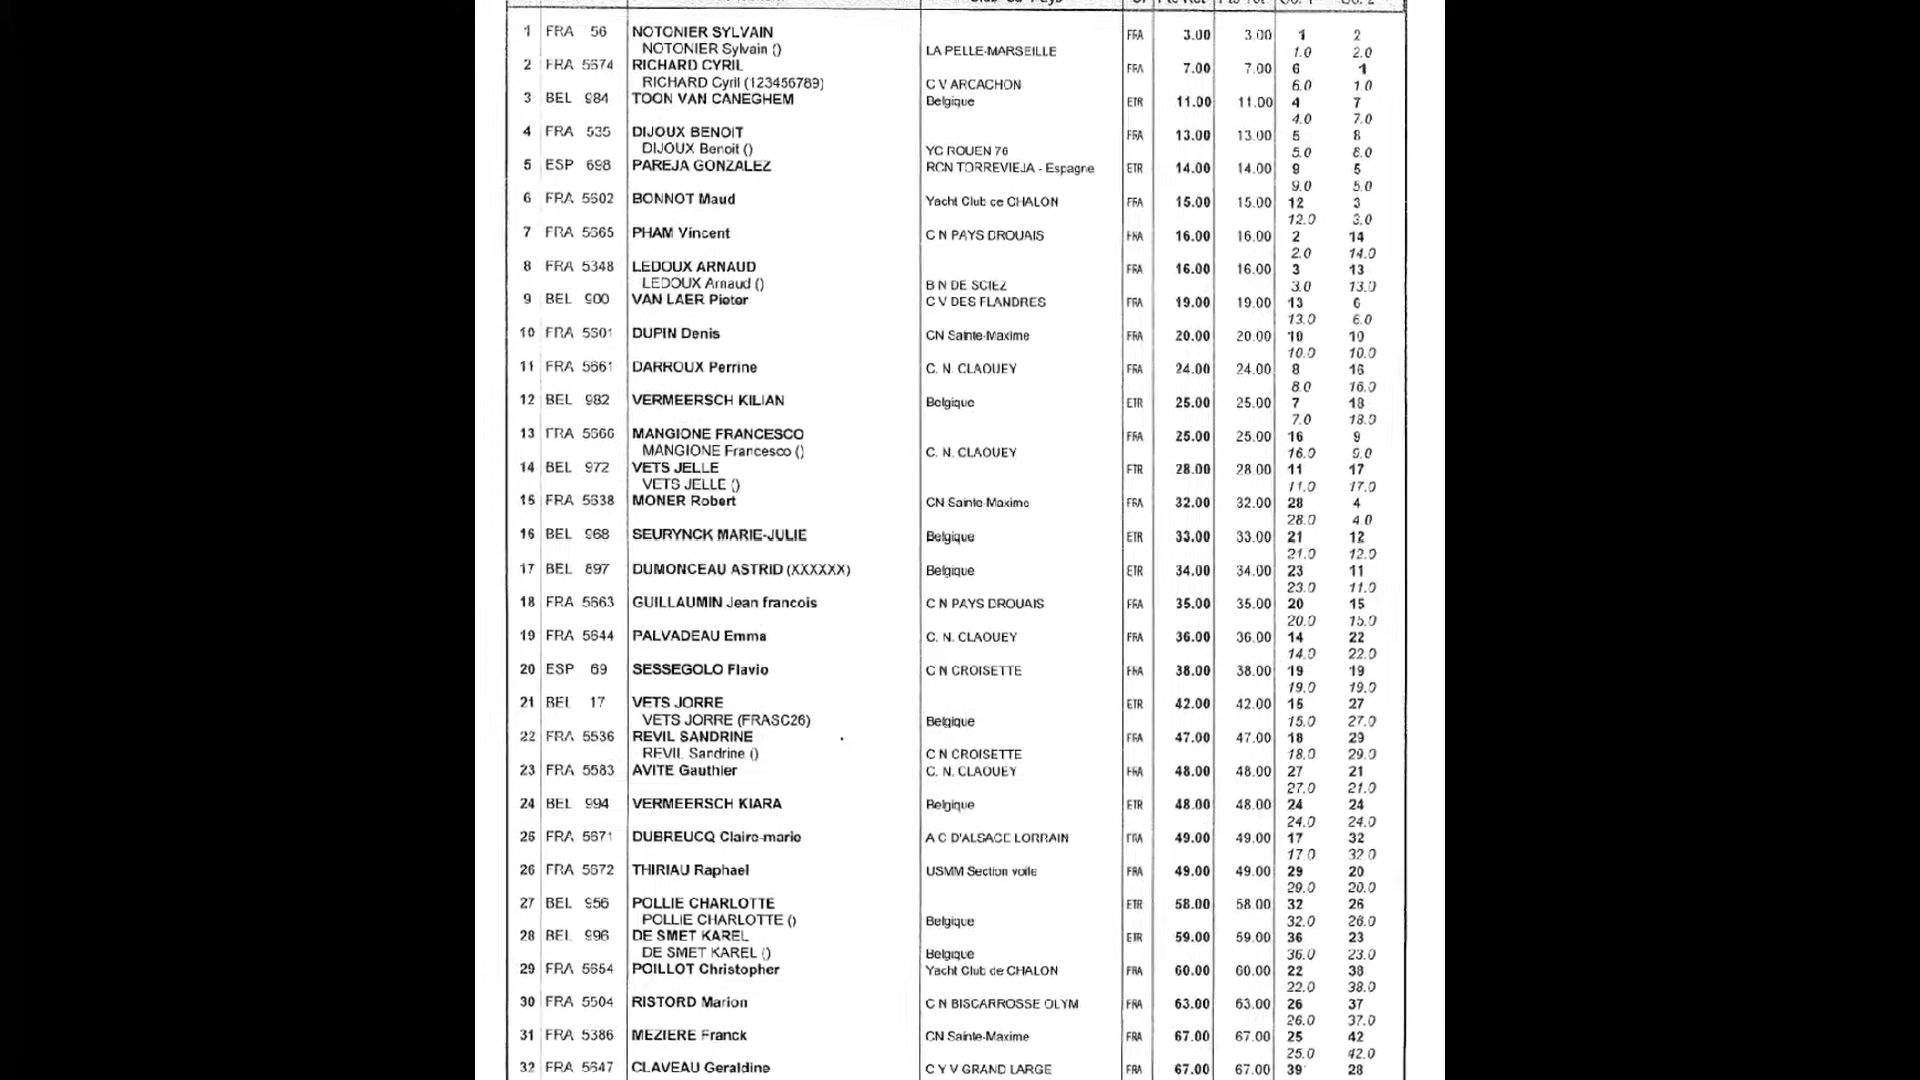 1 FRA 56 NOTONIER SYLVAIN FRA 3.00 3.00 1 2
NOTONIER Sylvain () LA PELLE-MARSEILLE 1.0 2.0
2 FRA 5574 RICHARD CYRIL FRA 7.00 7.00 6 1
RICHARD Cyril (123456789) C V ARCACHON 6.0 1.0
3 BEL 984 TOON VAN CANEGHEM Belgique ETR 11.00 11.00 4 7
4.0 7.0
4 FRA 535 DIJOUX BENOIT FRA 13.00 13.00 5 8
DIJOUX Benoit () YC ROUEN 76 5.0 8.0
5 ESP 698 PAREJA GONZALEZ RCN TORREVIEJA - Espagne ETR 14.00 14.00 9 5
9.0 5.0
6 FRA 5602 BONNOT Maud Yacht Club de CHALON FRA 15.00 15.00 12 3
12.0 3.0
7 FRA 5665 PHAM Vincent C N PAYS DROUAIS FRA 16.00 16.00 2 14
2.0 14.0
8 FRA 5348 LEDOUX ARNAUD FRA 16.00 16.00 3 13
LEDOUX Arnaud () B N DE SCIEZ 3.0 13.0
9 BEL 900 VAN LAER Pieter C V DES FLANDRES FRA 19.00 19.00 13 6
13.0 6.0
10 FRA 5601 DUPIN Denis CN Sainte-Maxime FRA 20.00 20.00 10 10
10.0 10.0
11 FRA 5661 DARROUX Perrine C. N. CLAOUEY FRA 24.00 24.00 8 16
8.0 16.0
12 BEL 982 VERMEERSCH KILIAN Belgique ETR 25.00 25.00 7 18
7.0 18.0
13 FRA 5666 MANGIONE FRANCESCO FRA 25.00 25.00 16 9
MANGIONE Francesco () C. N. CLAOUEY 16.0 9.0
14 BEL 972 VETS JELLE ETR 28.00 28.00 11 17
VETS JELLE () 11.0 17.0
15 FRA 5638 MONER Robert CN Sainte-Maxime FRA 32.00 32.00 28 4
28.0 4.0
16 BEL 968 SEURYNCK MARIE-JULIE Belgique ETR 33.00 33.00 21 12
21.0 12.0
17 BEL 897 DUMONCEAU ASTRID (XXXXXX) Belgique ETR 34.00 34.00 23 11
23.0 11.0
18 FRA 5663 GUILLAUMIN Jean francois C N PAYS DROUAIS FRA 35.00 35.00 20 15
20.0 15.0
19 FRA 5644 PALVADEAU Emma C. N. CLAOUEY FRA 36.00 36.00 14 22
14.0 22.0
20 ESP 69 SESSEGOLO Flavio C N CROISETTE FRA 38.00 38.00 19 19
19.0 19.0
21 BEL 17 VETS JORRE ETR 42.00 42.00 15 27
VETS JORRE (FRASC26) Belgique 15.0 27.0
22 FRA 5536 REVIL SANDRINE FRA 47.00 47.00 18 29
REVIL Sandrine () C N CROISETTE 18.0 29.0
23 FRA 5583 AVITE Gauthier C. N. CLAOUEY FRA 48.00 48.00 27 21
27.0 21.0
24 BEL 994 VERMEERSCH KIARA Belgique ETR 48.00 48.00 24 24
24.0 24.0
25 FRA 5671 DUBREUCQ Claire-marie A C D'ALSACE LORRAIN FRA 49.00 49.00 17 32
17.0 32.0
26 FRA 5672 THIRIAU Raphael USMM Section voile FRA 49.00 49.00 29 20
29.0 20.0
27 BEL 956 POLLIE CHARLOTTE ETR 58.00 58.00 32 26
POLLIE CHARLOTTE () Belgique 32.0 26.0
28 BEL 996 DE SMET KAREL ETR 59.00 59.00 36 23
DE SMET KAREL () Belgique 36.0 23.0
29 FRA 5654 POILLOT Christopher Yacht Club de CHALON FRA 60.00 60.00 22 38
22.0 38.0
30 FRA 5504 RISTORD Marion C N BISCARROSSE OLYM FRA 63.00 63.00 26 37
26.0 37.0
31 FRA 5386 MEZIERE Franck CN Sainte-Maxime FRA 67.00 67.00 25 42
25.0 42.0
32 FRA 5647 CLAVEAU Geraldine C Y V GRAND LARGE FRA 67.00 67.00 39 28